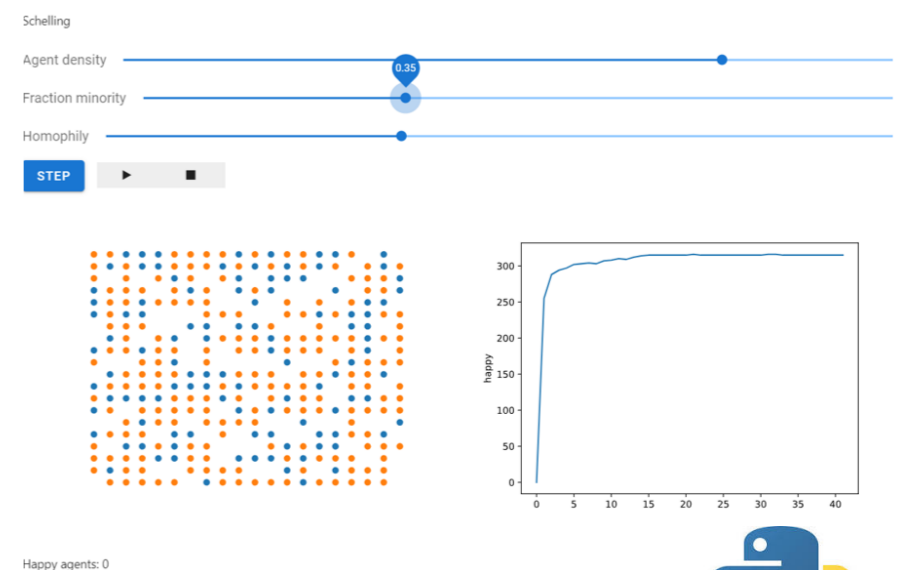 Schelling
Agent density
0.35
Fraction minority
Homophily
STEP
300
250
200
150
100
50
0
happy
0 5 10 15 20 25 30 35 40
Happy agents: 0